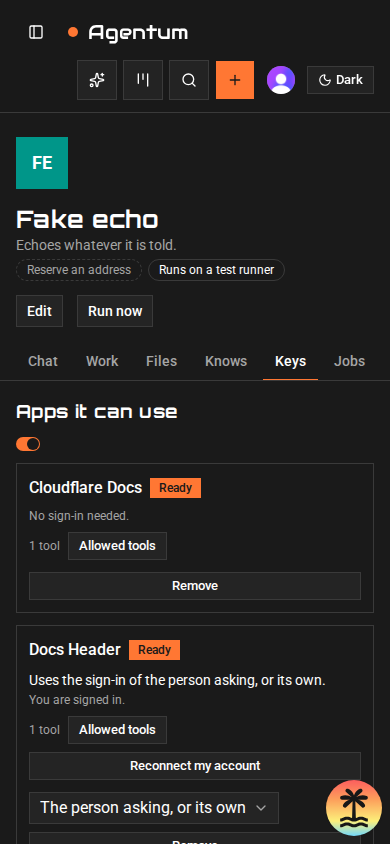 Agentum
Dark
FE
Fake echo
Echoes whatever it is told.
Reserve an address
Runs on a test runner
Edit
Run now
Chat
Work
Files
Knows
Keys
Jobs
Apps it can use
Cloudflare Docs
Ready
No sign-in needed.
1 tool
Allowed tools
Remove
Docs Header
Ready
Uses the sign-in of the person asking, or its own.
You are signed in.
1 tool
Allowed tools
Reconnect my account
The person asking, or its own